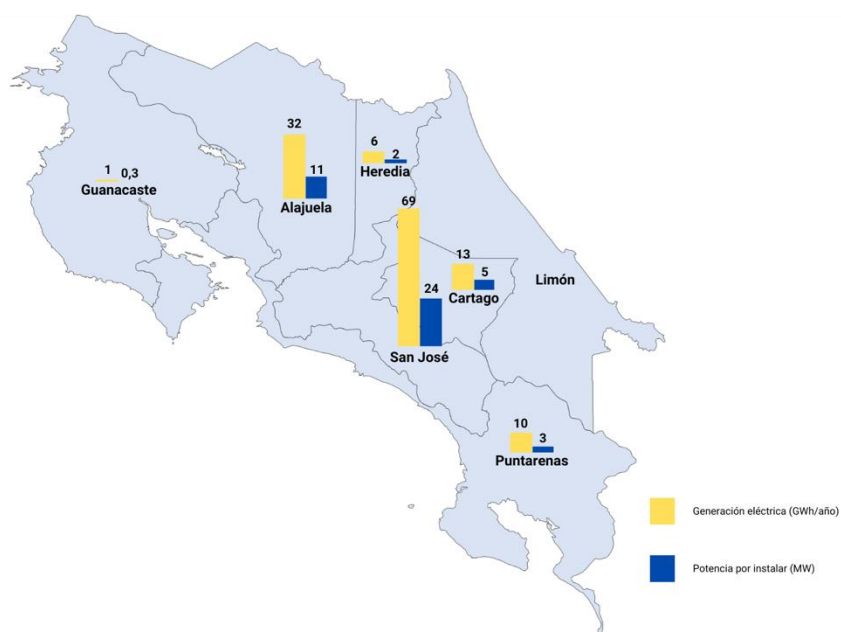 32
11
Alajuela
6
2
Heredia
1
0,3
Guanacaste
69
24
San José
13
5
Cartago
Limón
10
3
Puntarenas
Generación eléctrica (GWh/año)
Potencia por instalar (MW)